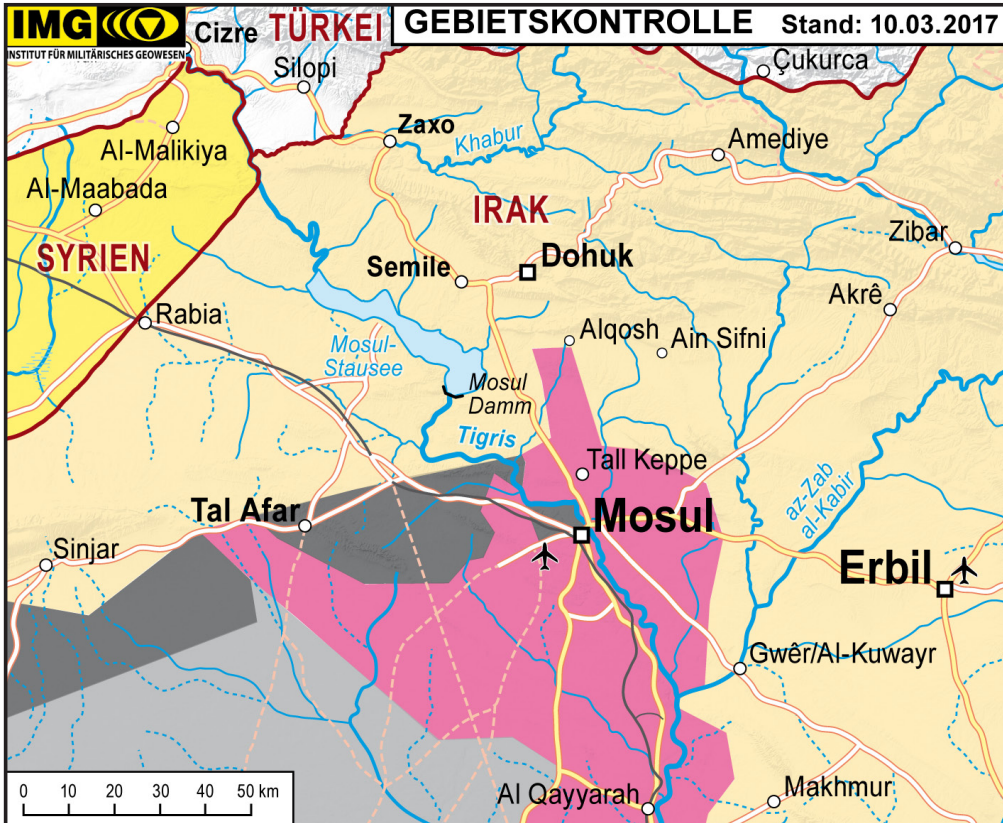 IMG
INSTITUT FÜR MILITÄRISCHES GEOWESEN
GEBIETSKONTROLLE Stand: 10.03.2017
TÜRKEI
Cizre
Silopi
Çukurca
Zaxo
Khabur
Amediye
Al-Malikiya
Al-Maabada
IRAK
SYRIEN
Zibar
Semile
Dohuk
Akrê
Rabia
Mosul-
Stausee
Alqosh
Ain Sifni
Mosul
Damm
Tigris
Tall Keppe
az-Zab
al-Kabir
Tal Afar
Mosul
Sinjar
Erbil
Gwêr/Al-Kuwayr
Al Qayyarah
Makhmur
0 10 20 30 40 50 km